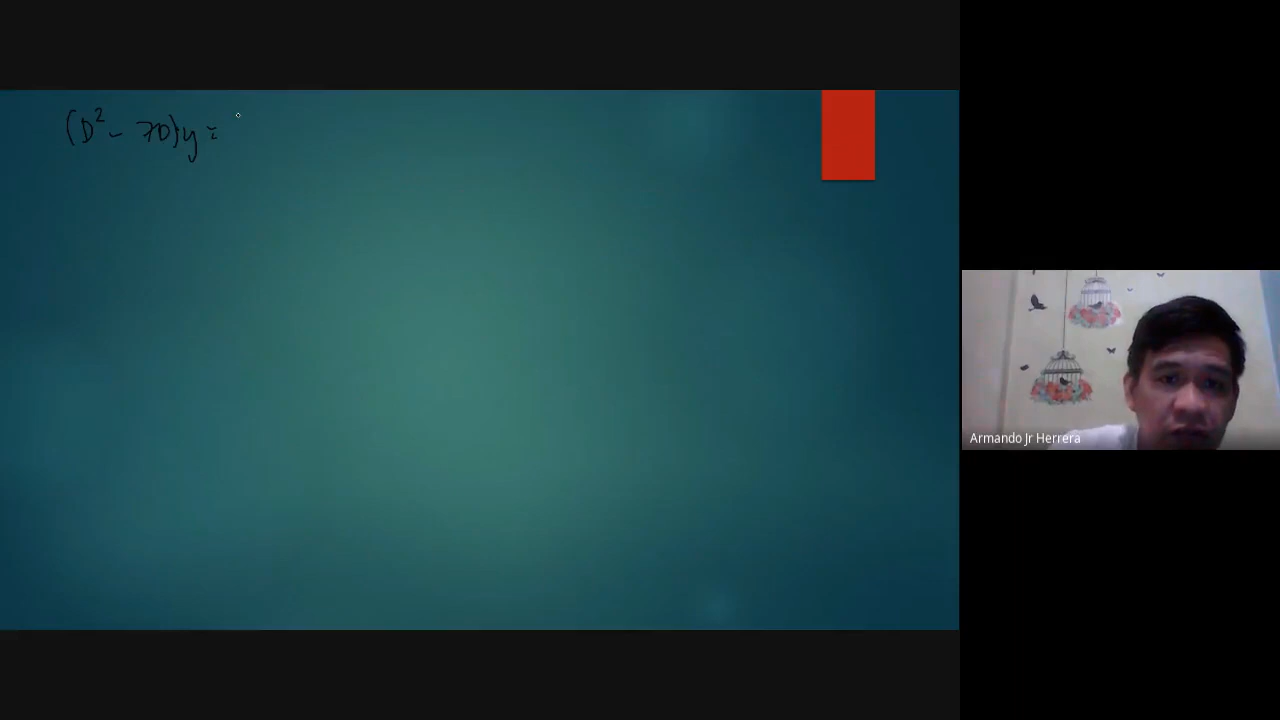 (D² - 7D)y =
Armando Jr Herrera